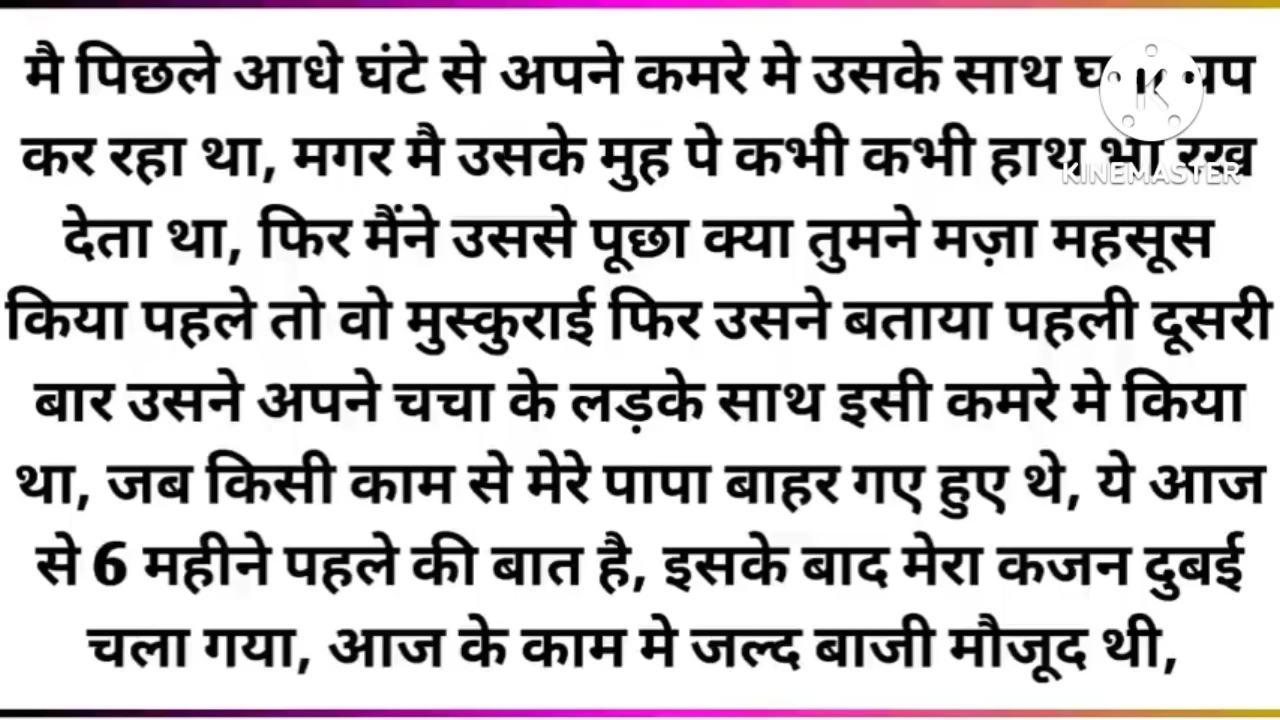 मै पिछले आधे घंटे से अपने कमरे मे उसके साथ
कर रहा था, मगर मै उसके मुह पे कभी कभी हाथ भी रख
देता था, फिर मैंने उससे पूछा क्या तुमने मज़ा महसूस
किया पहले तो वो मुस्कुराई फिर उसने बताया पहली दूसरी
बार उसने अपने चचा के लड़के साथ इसी कमरे मे किया
था, जब किसी काम से मेरे पापा बाहर गए हुए थे, ये आज
से 6 महीने पहले की बात है, इसके बाद मेरा कजन दुबई
चला गया, आज के काम मे जल्द बाजी मौजूद थी,
K
KINEMASTER